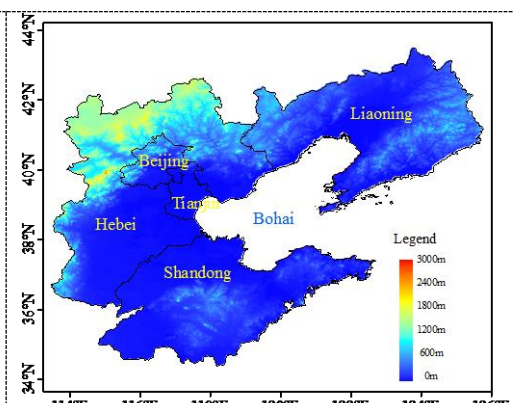 44°N
42°N
Liaoning
40°N
Beijing
Tianjin
38°N
Hebei
Bohai
Legend
3000m
2400m
1800m
1200m
600m
0m
Shandong
36°N
34°N